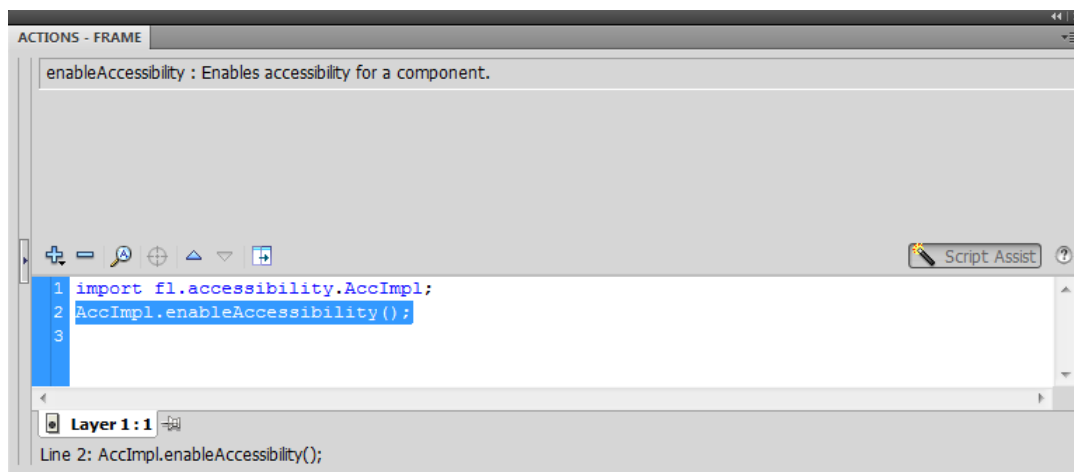 ACTIONS - FRAME
enableAccessibility : Enables accessibility for a component.
Script Assist
1 import fl.accessibility.AccImpl;
2 AccImpl.enableAccessibility();
3
Layer 1 : 1
Line 2: AccImpl.enableAccessibility();